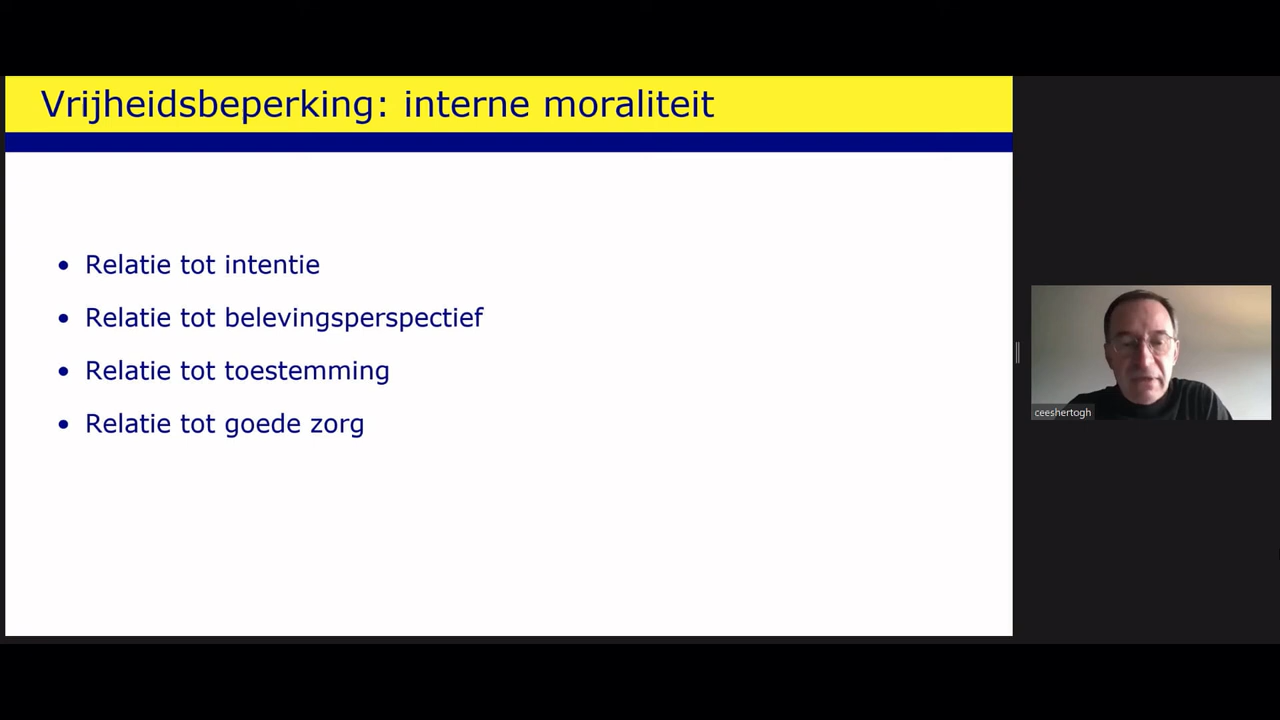 Vrijheidsbeperking: interne moraliteit
• Relatie tot intentie
• Relatie tot belevingsperspectief
• Relatie tot toestemming
• Relatie tot goede zorg
ceeshertogh